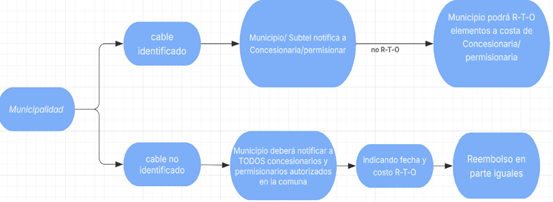 cable
identificado
Municipio/ Subtel notifica a
Concesionaria/permisionar
no R-T-O
Municipio podrá R-T-O
elementos a costa de
Concesionaria/
permisionaria
Municipalidad
cable no
identificado
Municipio deberá notificar a
TODOS concesionarios y
permisionarios autorizados
en la comuna
indicando fecha y
costo R-T-O
Reembolso en
parte iguales